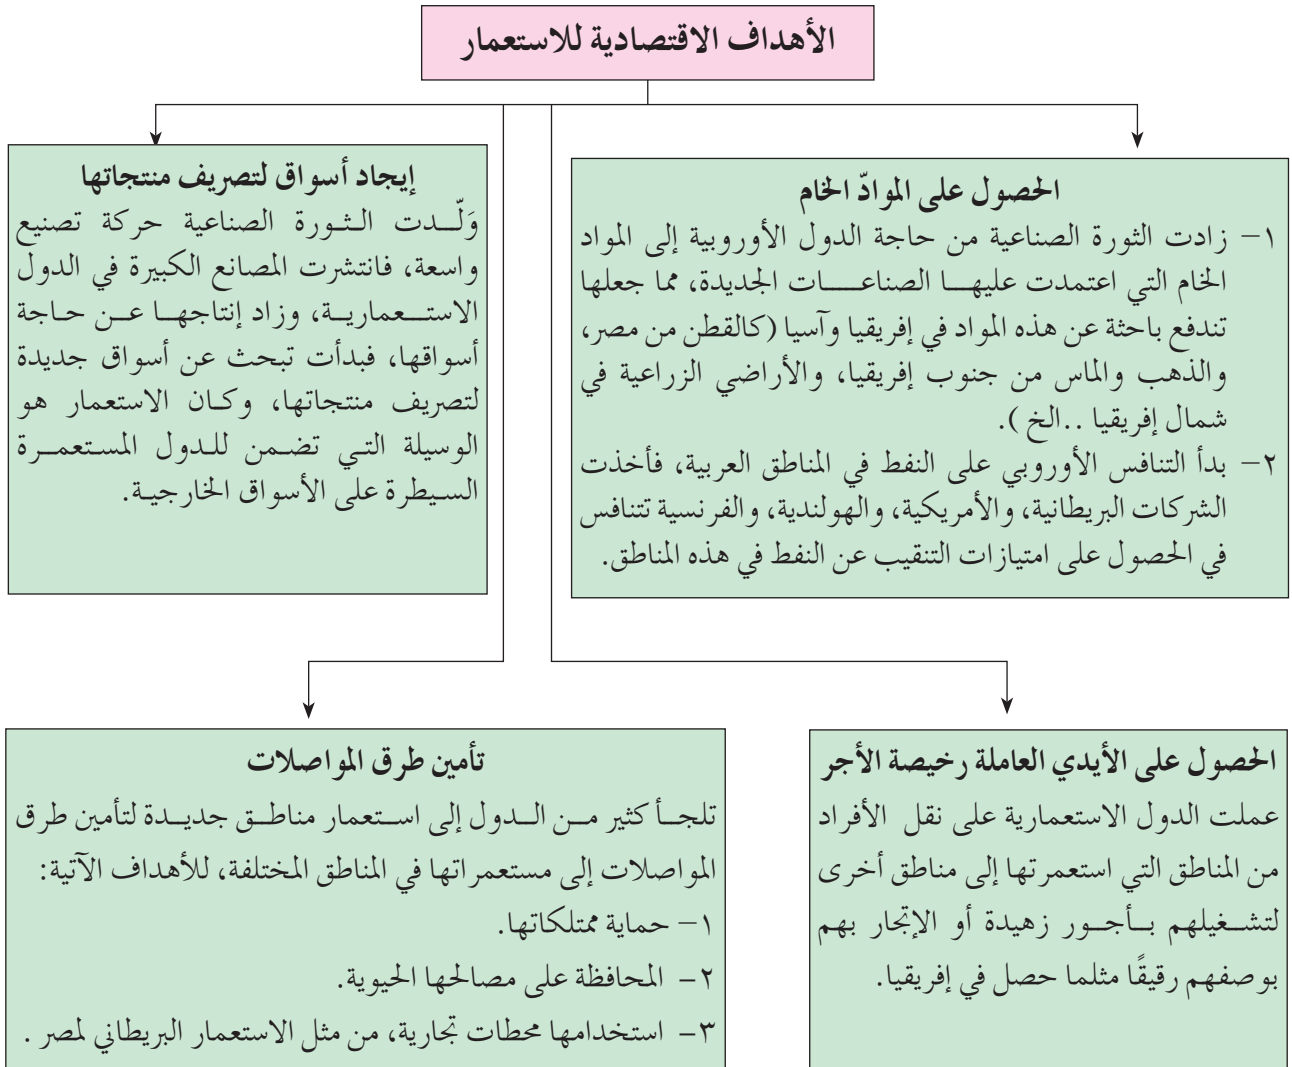 الأهداف الاقتصادية للاستعمار
الحصول على الموادّ الخام
١– زادت الثورة الصناعية من حاجة الدول الأوروبية إلى المواد
الخام التي اعتمدت عليها الصناعات الجديدة، مما جعلها
تندفع باحثة عن هذه المواد في إفريقيا وآسيا (كالقطن من مصر،
والذهب والماس من جنوب إفريقيا، والأراضي الزراعية في
شمال إفريقيا ..الخ ).
٢– بدأ التنافس الأوروبي على النفط في المناطق العربية، فأخذت
الشركات البريطانية، والأمريكية، والهولندية، والفرنسية تتنافس
في الحصول على امتيازات التنقيب عن النفط في هذه المناطق.
إيجاد أسواق لتصريف منتجاتها
وَلّدت الثورة الصناعية حركة تصنيع
واسعة، فانتشرت المصانع الكبيرة في الدول
الاستعمارية، وزاد إنتاجها عن حاجة
أسواقها، فبدأت تبحث عن أسواق جديدة
لتصريف منتجاتها، وكان الاستعمار هو
الوسيلة التي تضمن للدول المستعمرة
السيطرة على الأسواق الخارجية.
الحصول على الأيدي العاملة رخيصة الأجر
عملت الدول الاستعمارية على نقل الأفراد
من المناطق التي استعمرتها إلى مناطق أخرى
لتشغيلهم بأجور زهيدة أو الإتجار بهم
بوصفهم رقيقًا مثلما حصل في إفريقيا.
تأمين طرق المواصلات
تلجأ كثير من الدول إلى استعمار مناطق جديدة لتأمين طرق
المواصلات إلى مستعمراتها في المناطق المختلفة، للأهداف الآتية:
١– حماية ممتلكاتها.
٢– المحافظة على مصالحها الحيوية.
٣– استخدامها محطات تجارية، من مثل الاستعمار البريطاني لمصر .